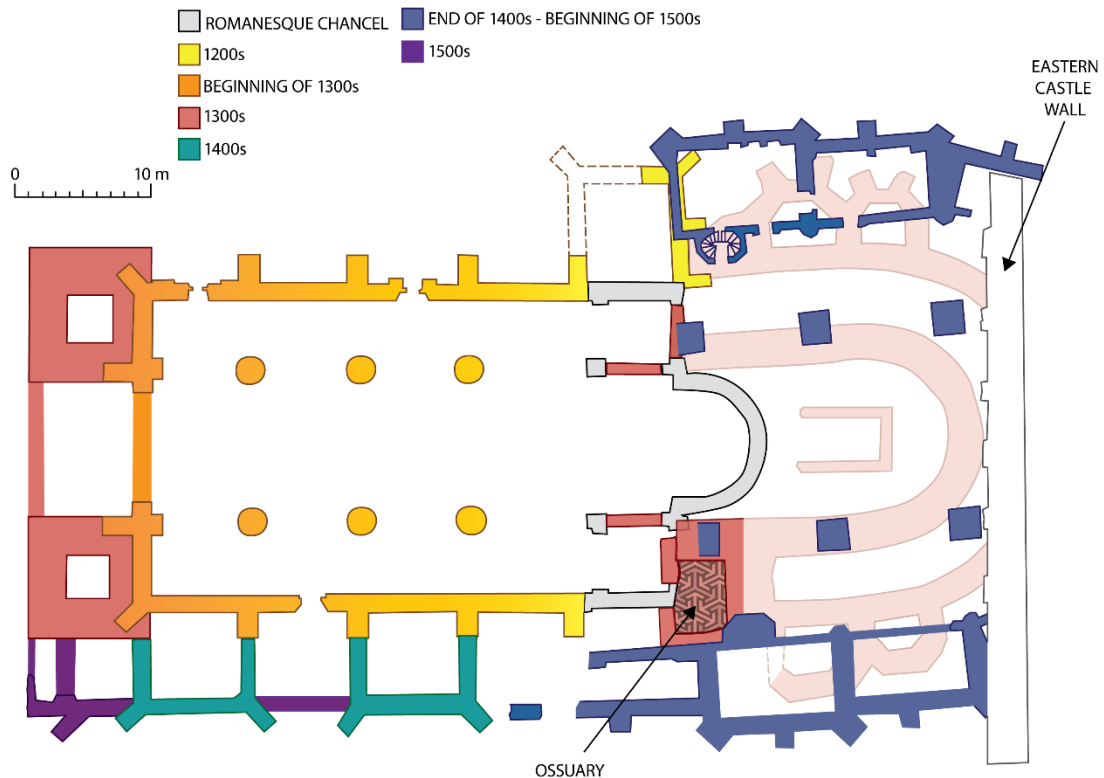 ROMANESQUE CHANCEL
1200s
BEGINNING OF 1300s
1300s
1400s
END OF 1400s - BEGINNING OF 1500s
1500s
EASTERN
CASTLE
WALL
0 10 m
OSSUARY